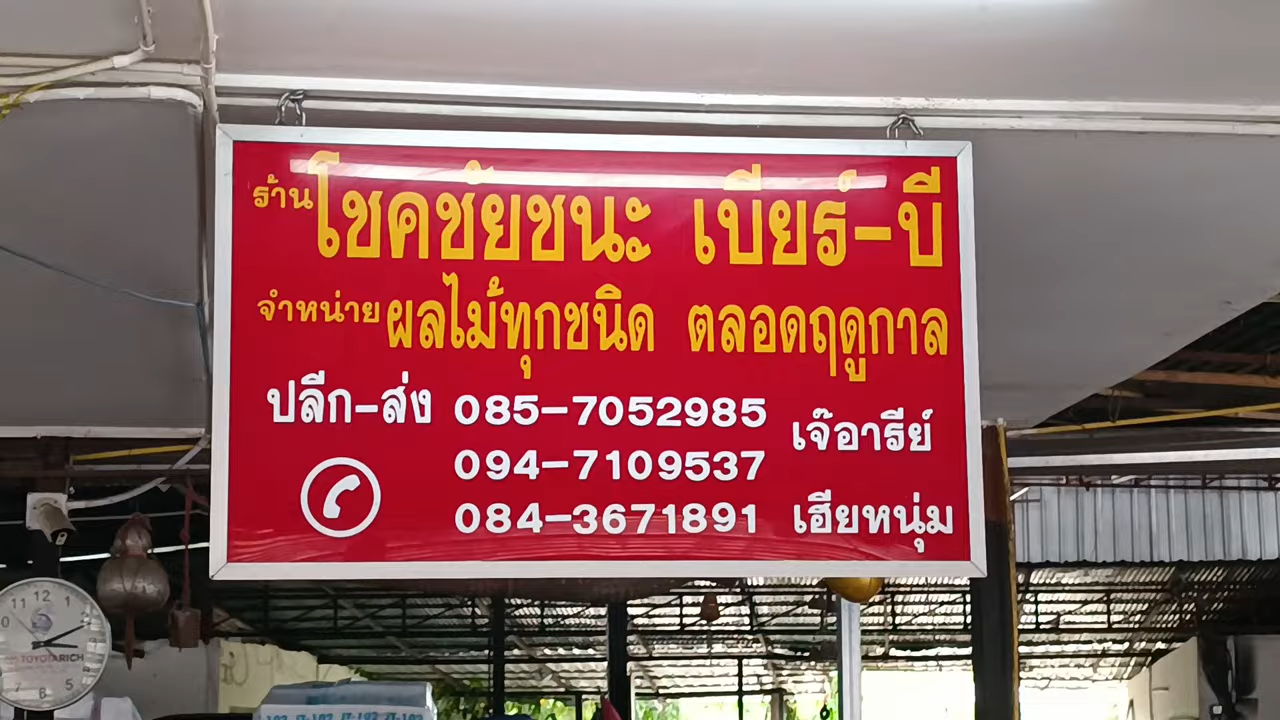 ร้านโชคชัยชนะ เบียร์-บี
จำหน่ายผลไม้ทุกชนิด ตลอดฤดูกาล
ปลีก-ส่ง 085-7052985 เจ๊อารีย์
094-7109537
084-3671891 เฮียหนุ่ม